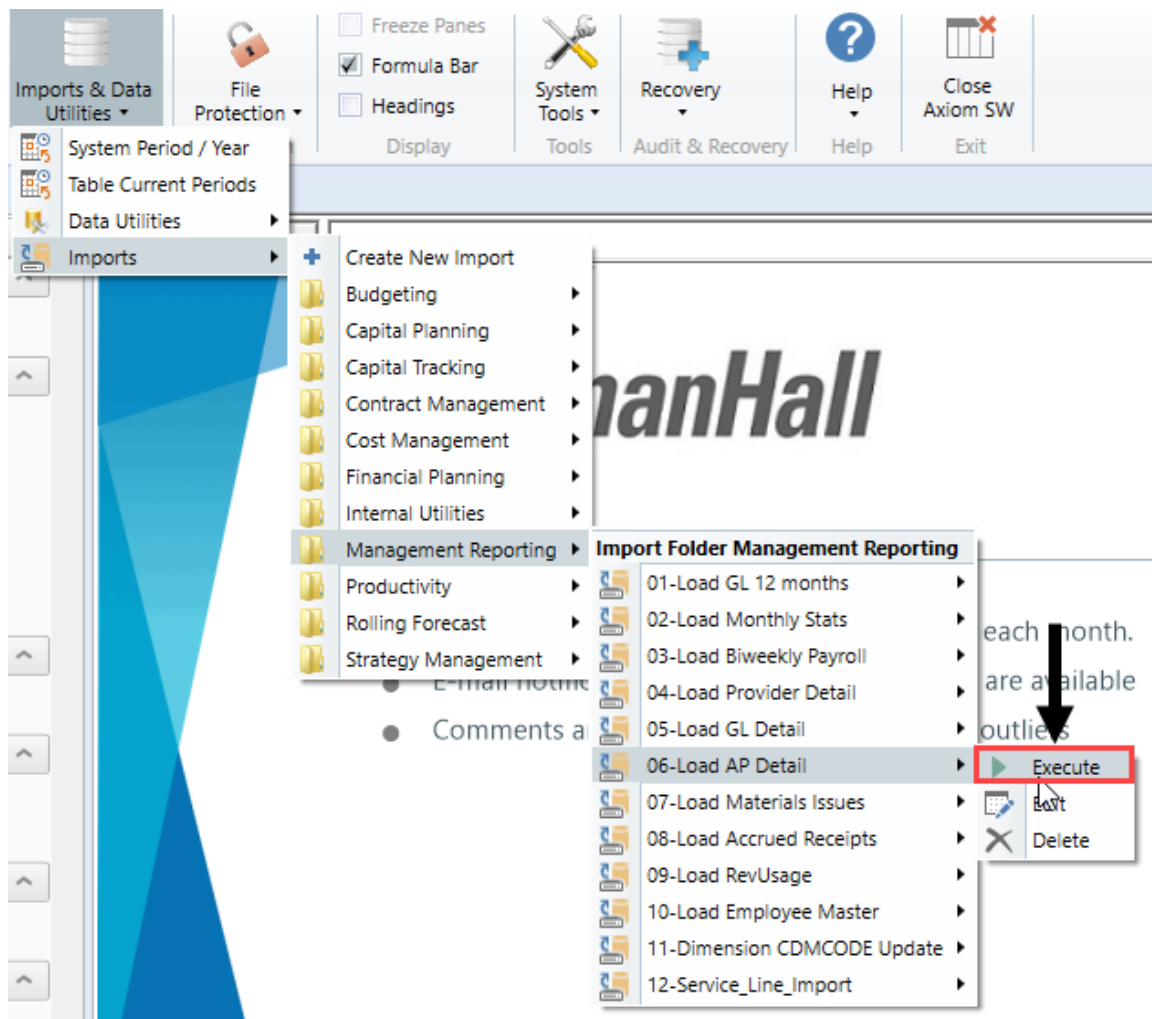 Imports & Data
Utilities
File
Protection
Freeze Panes
Formula Bar
Headings
Display
System
Tools
Tools
Recovery
Audit & Recovery
Help
Help
Close
Axiom SW
Exit
System Period / Year
Table Current Periods
Data Utilities
Imports
Create New Import
Budgeting
Capital Planning
Capital Tracking
Contract Management
Cost Management
Financial Planning
Internal Utilities
Management Reporting
Productivity
Rolling Forecast
Strategy Management
manHall
Import Folder Management Reporting
01-Load GL 12 months
02-Load Monthly Stats
03-Load Biweekly Payroll
04-Load Provider Detail
05-Load GL Detail
06-Load AP Detail
07-Load Materials Issues
08-Load Accrued Receipts
09-Load RevUsage
10-Load Employee Master
11-Dimension CDMCODE Update
12-Service_Line_Import
Execute
Delete
each month.
E-mail
are available
Comments
outliers